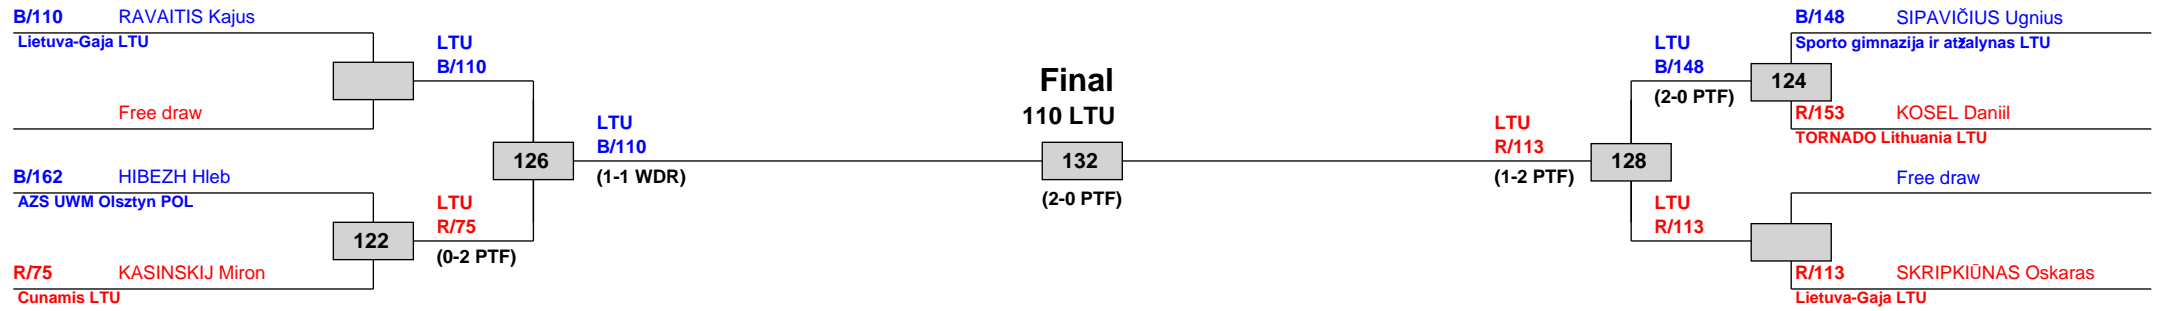 B/110 RAVAITIS Kajus
Lietuva-Gaja LTU
LTU
B/110
Free draw
LTU
B/110
126
(1-1 WDR)
B/162 HIBEZH Hleb
AZS UWM Olsztyn POL
LTU
R/75
122
(0-2 PTF)
R/75 KASINSKIJ Miron
Cunamis LTU
Final
110 LTU
132
(2-0 PTF)
B/148 SIPAVIČIUS Ugnius
Sporto gimnazija ir atžalynas LTU
LTU
B/148
124
(2-0 PTF)
R/153 KOSEL Daniil
TORNADO Lithuania LTU
LTU
R/113
128
(1-2 PTF)
Free draw
LTU
R/113
R/113 SKRIPKIŪNAS Oskaras
Lietuva-Gaja LTU